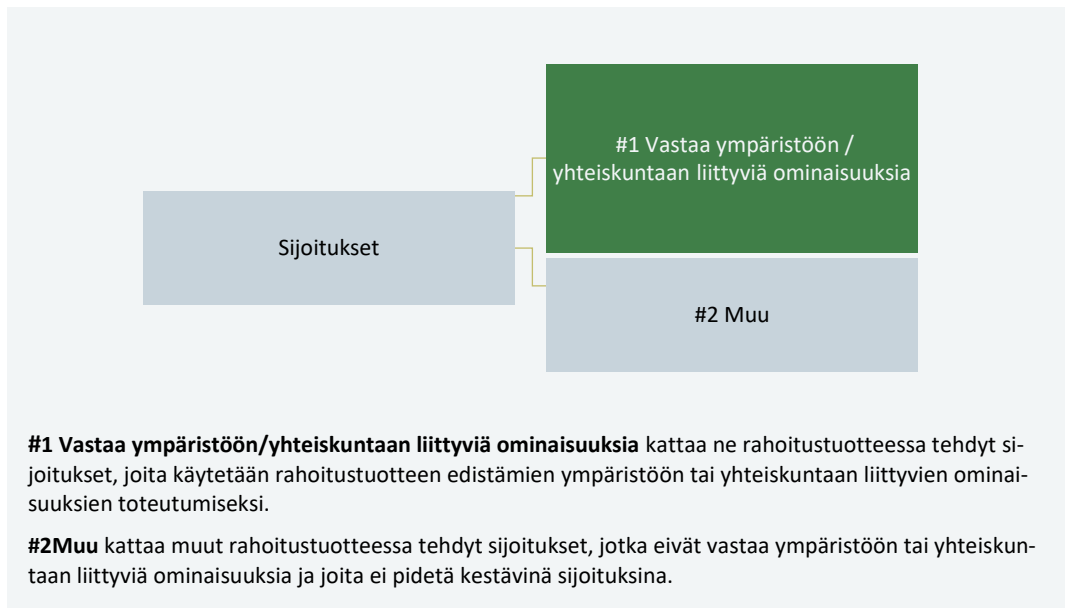 #1 Vastaa ympäristöön /
yhteiskuntaan liittyviä ominaisuuksia
Sijoitukset
#2 Muu
#1 Vastaa ympäristöön/yhteiskuntaan liittyviä ominaisuuksia kattaa ne rahoitustuotteessa tehdyt si-
joitukset, joita käytetään rahoitustuotteen edistämien ympäristöön tai yhteiskuntaan liittyvien ominai-
suuksien toteutumiseksi.
#2Muu kattaa muut rahoitustuotteessa tehdyt sijoitukset, jotka eivät vastaa ympäristöön tai yhteiskun-
taan liittyviä ominaisuuksia ja joita ei pidetä kestävinä sijoituksina.